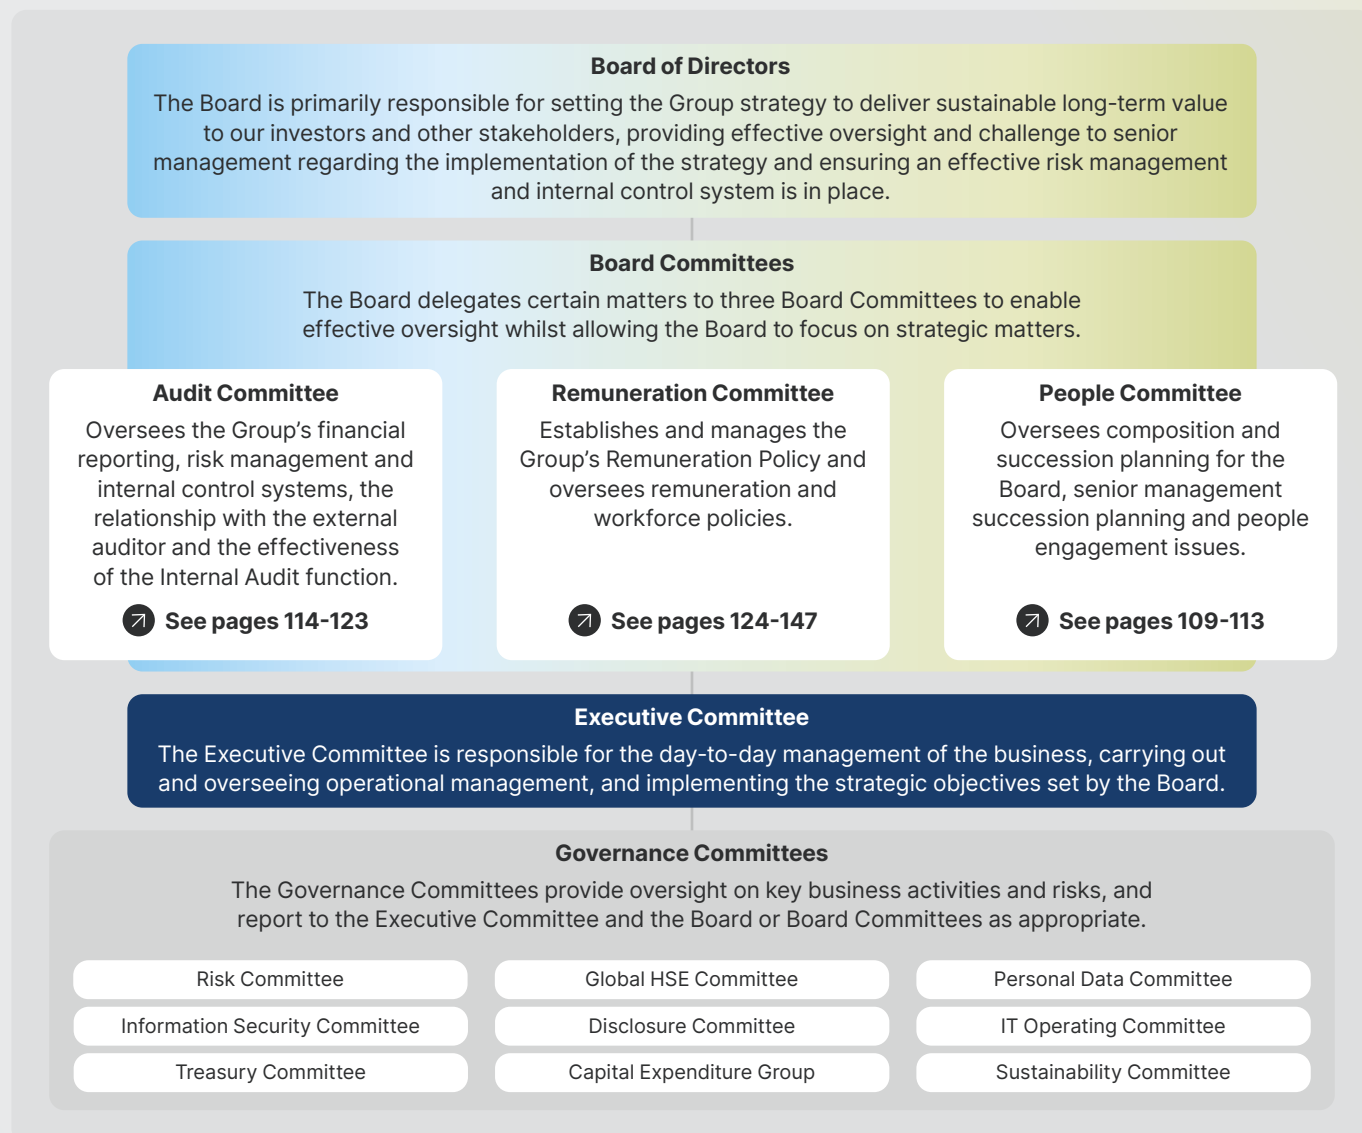 Board of Directors
The Board is primarily responsible for setting the Group strategy to deliver sustainable long-term value
to our investors and other stakeholders, providing effective oversight and challenge to senior
management regarding the implementation of the strategy and ensuring an effective risk management
and internal control system is in place.
Board Committees
The Board delegates certain matters to three Board Committees to enable
effective oversight whilst allowing the Board to focus on strategic matters.
Audit Committee
Oversees the Group’s financial
reporting, risk management and
internal control systems, the
relationship with the external
auditor and the effectiveness
of the Internal Audit function.
See pages 114-123
Remuneration Committee
Establishes and manages the
Group’s Remuneration Policy and
oversees remuneration and
workforce policies.
See pages 124-147
People Committee
Oversees composition and
succession planning for the
Board, senior management
succession planning and people
engagement issues.
See pages 109-113
Executive Committee
The Executive Committee is responsible for the day-to-day management of the business, carrying out
and overseeing operational management, and implementing the strategic objectives set by the Board.
Governance Committees
The Governance Committees provide oversight on key business activities and risks, and
report to the Executive Committee and the Board or Board Committees as appropriate.
Risk Committee
Global HSE Committee
Personal Data Committee
Information Security Committee
Disclosure Committee
IT Operating Committee
Treasury Committee
Capital Expenditure Group
Sustainability Committee